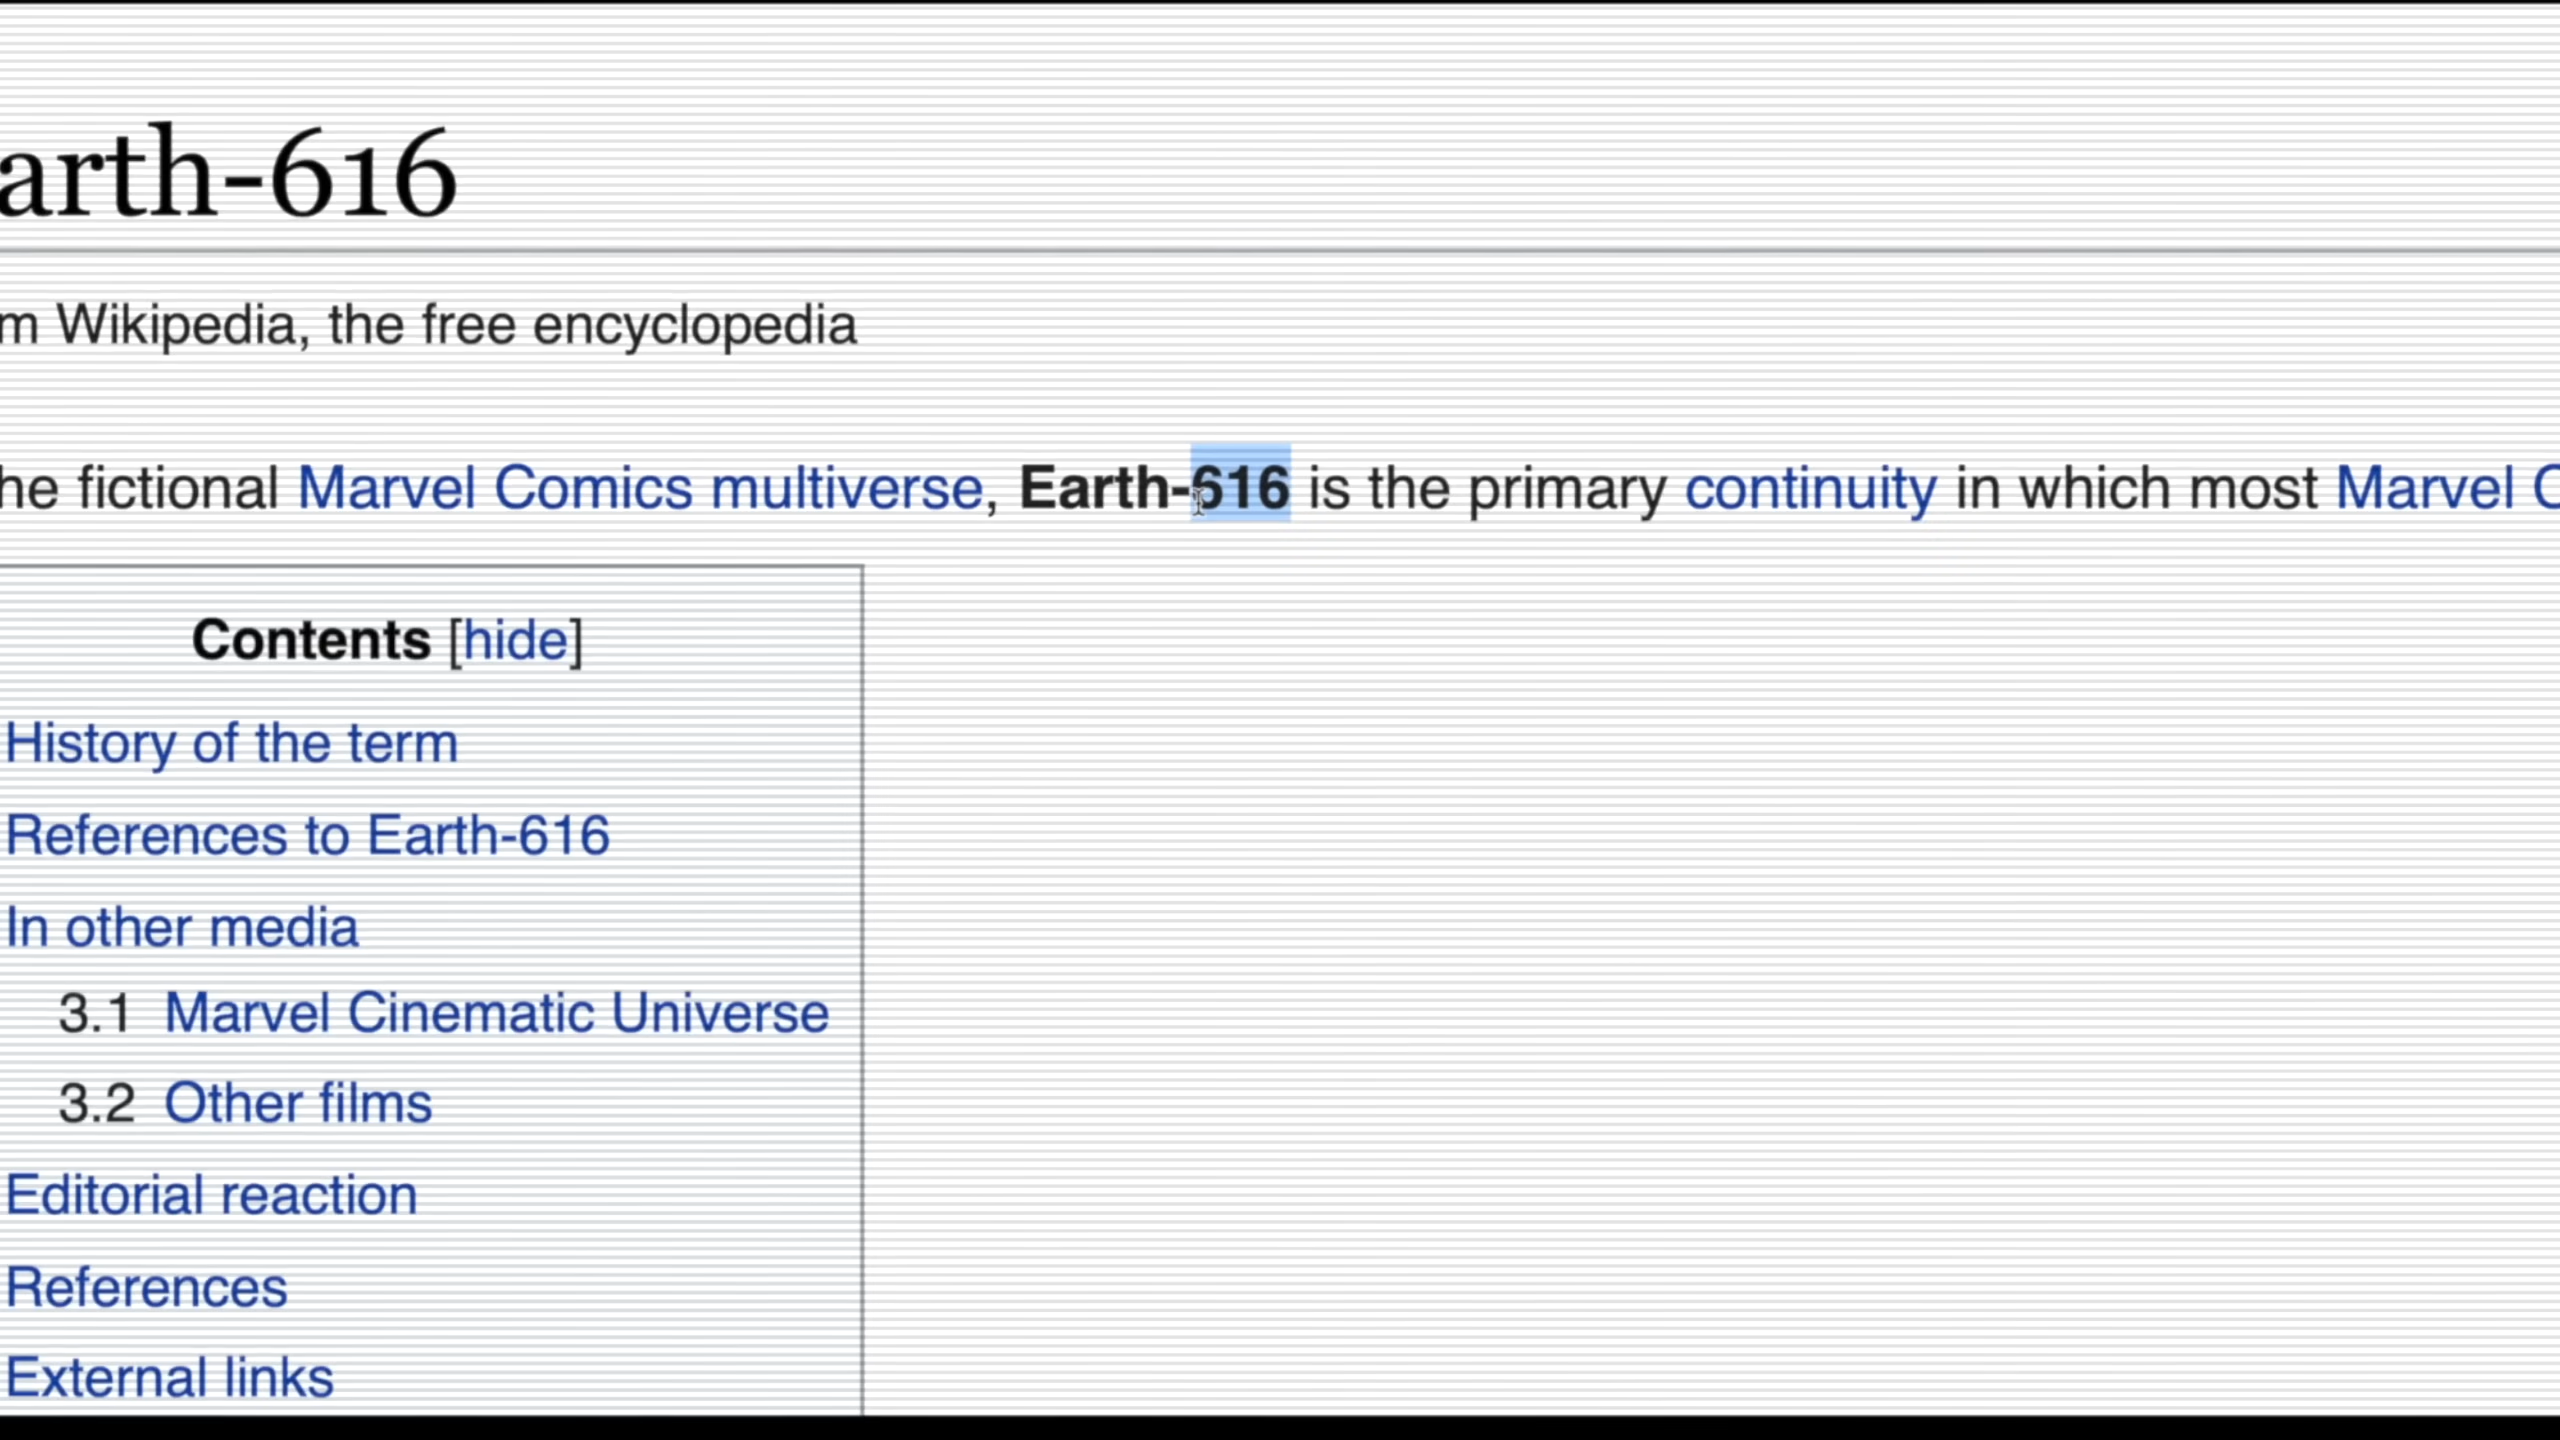 arth-616
m Wikipedia, the free encyclopedia
he fictional Marvel Comics multiverse, Earth-616 is the primary continuity in which most Marvel C
Contents [hide]
History of the term
References to Earth-616
In other media
3.1 Marvel Cinematic Universe
3.2 Other films
Editorial reaction
References
External links